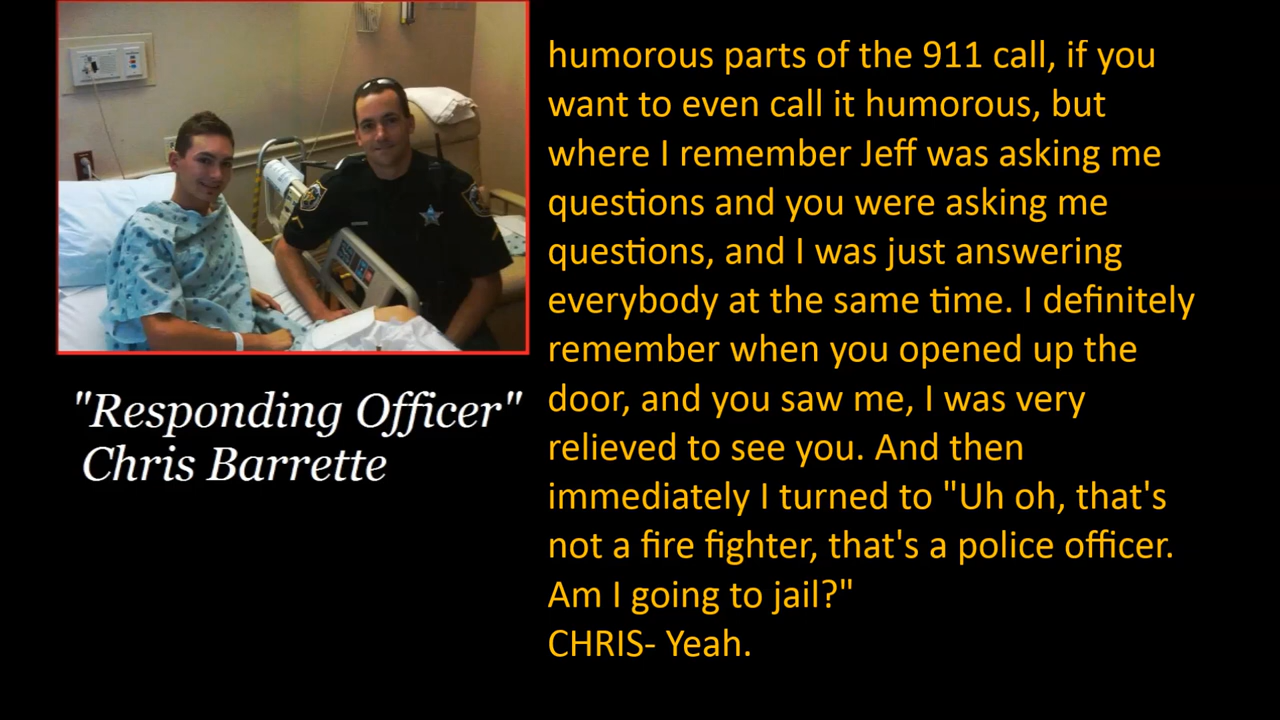 humorous parts of the 911 call, if you
want to even call it humorous, but
where I remember Jeff was asking me
questions and you were asking me
questions, and I was just answering
everybody at the same time. I definitely
remember when you opened up the
door, and you saw me, I was very
relieved to see you. And then
immediately I turned to "Uh oh, that's
not a fire fighter, that's a police officer.
Am I going to jail?"
CHRIS- Yeah.
"Responding Officer"
Chris Barrette